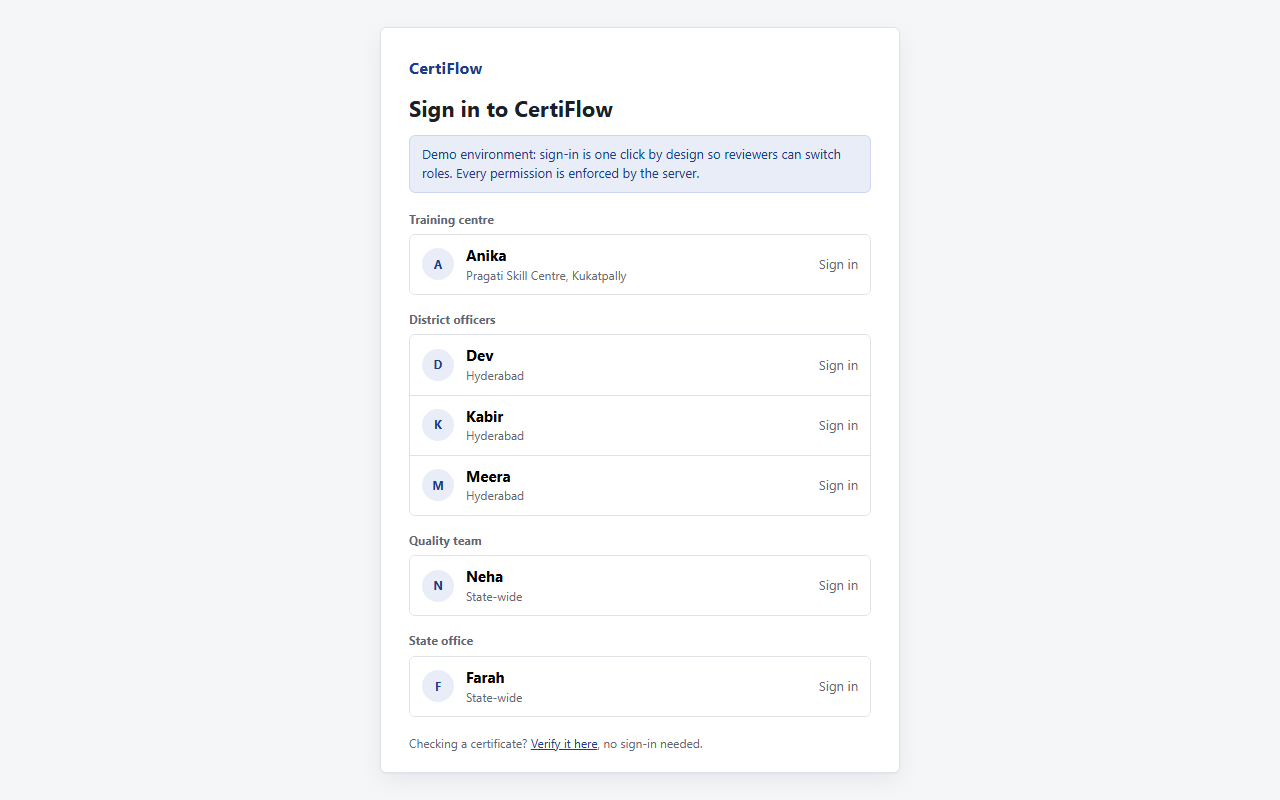 CertiFlow
Sign in to CertiFlow
Demo environment: sign-in is one click by design so reviewers can switch
roles. Every permission is enforced by the server.
Training centre
A
Anika
Pragati Skill Centre, Kukatpally
Sign in
District officers
D
Dev
Hyderabad
Sign in
K
Kabir
Hyderabad
Sign in
M
Meera
Hyderabad
Sign in
Quality team
N
Neha
State-wide
Sign in
State office
F
Farah
State-wide
Sign in
Checking a certificate? Verify it here, no sign-in needed.